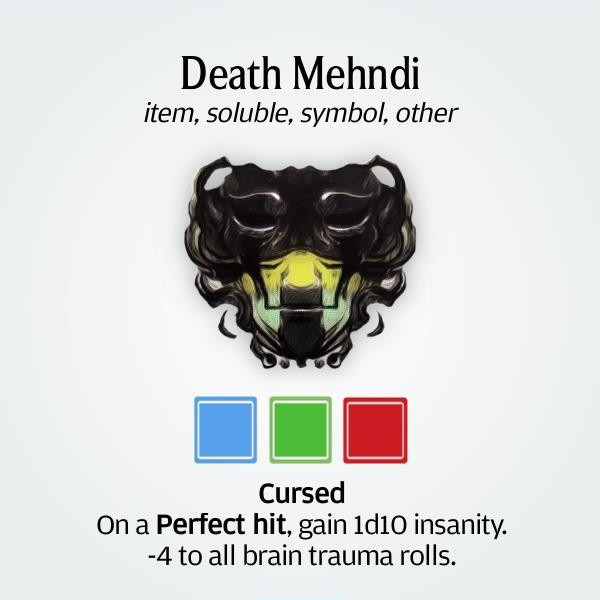 Death Mehndi
item, soluble, symbol, other
Cursed
On a Perfect hit, gain 1d10 insanity.
-4 to all brain trauma rolls.